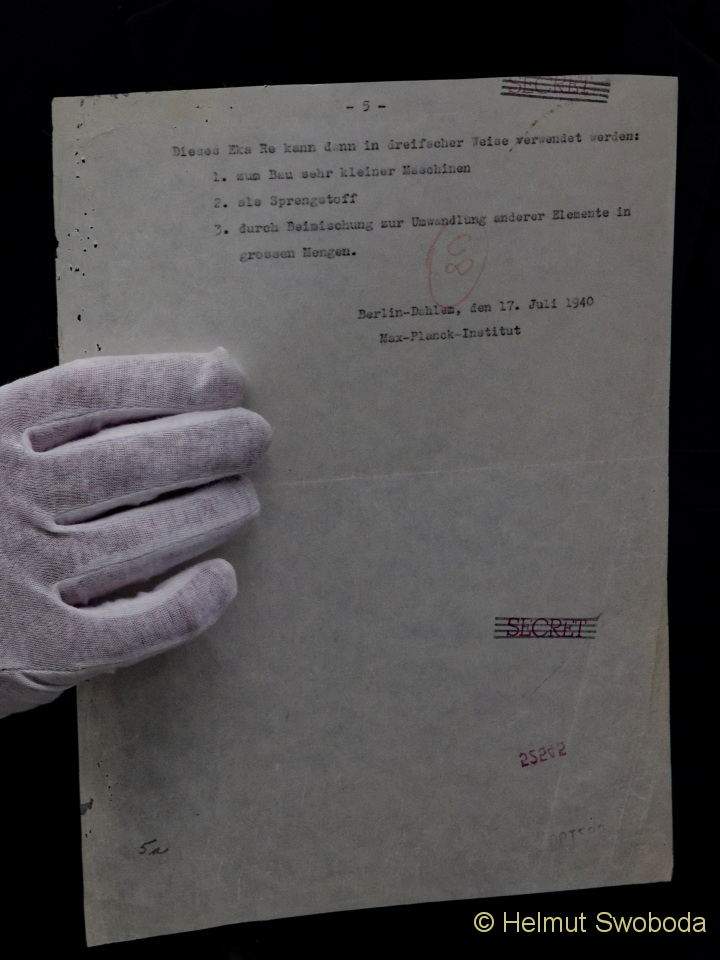 SECRET
- 5 -
Dieses Eka Re kann dann in dreifacher Weise verwendet werden:
1. zum Bau sehr kleiner Maschinen
2. als Sprengstoff
3. durch Beimischung zur Umwandlung anderer Elemente in
grossen Mengen.
Berlin-Dahlem, den 17. Juli 1940
Max-Planck-Institut
SECRET
5a
© Helmut Swoboda